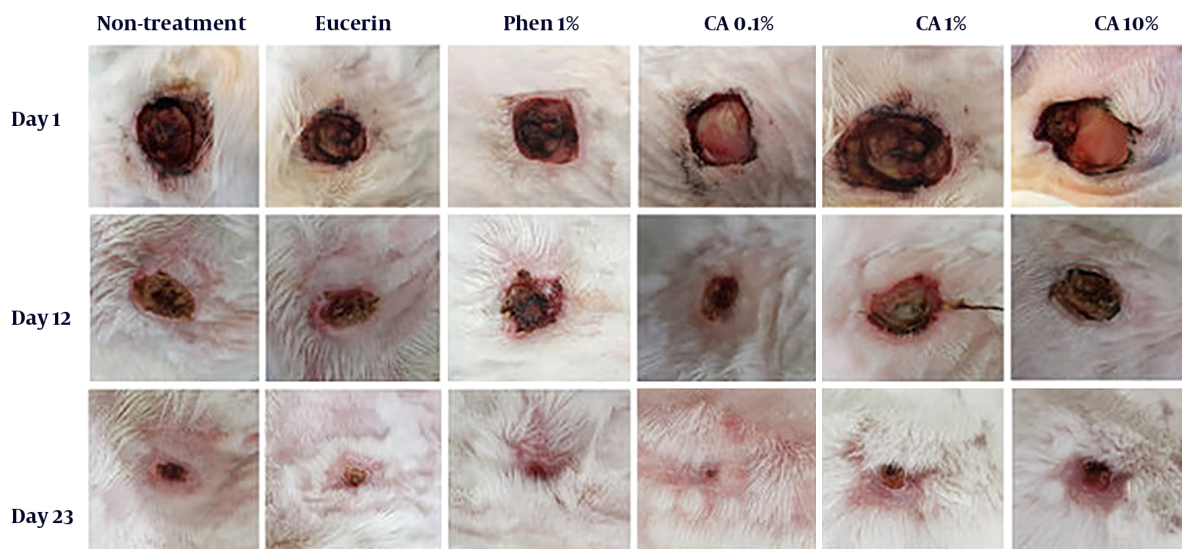 Non-treatment Eucerin Phen 1% CA 0.1% CA 1% CA 10%
Day 1
Day 12
Day 23